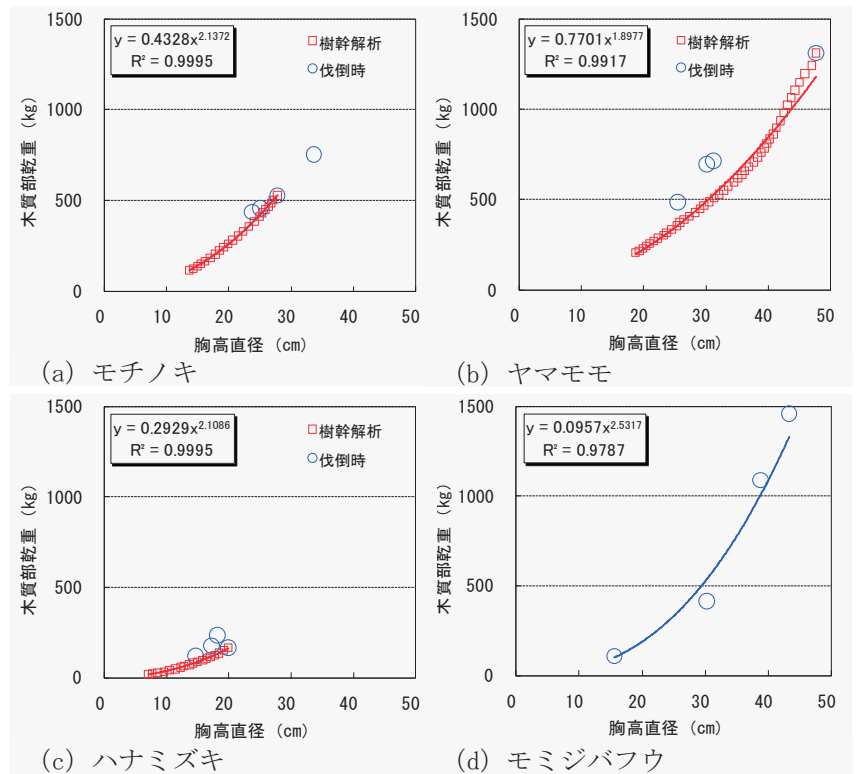 1500
y = 0.4328x^2.1372
R² = 0.9995
□樹幹解析
○伐倒時
1000
500
0
木質部乾重 (kg)
0 10 20 30 40 50
胸高直径 (cm)
(a) モチノキ
1500
y = 0.7701x^1.8977
R² = 0.9917
□樹幹解析
○伐倒時
1000
500
0
木質部乾重 (kg)
0 10 20 30 40 50
胸高直径 (cm)
(b) ヤマモモ
1500
y = 0.2929x^2.1086
R² = 0.9995
□樹幹解析
○伐倒時
1000
500
0
木質部乾重 (kg)
0 10 20 30 40 50
胸高直径 (cm)
(c) ハナミズキ
1500
y = 0.0957x^2.5317
R² = 0.9787
1000
500
0
木質部乾重 (kg)
0 10 20 30 40 50
胸高直径 (cm)
(d) モミジバフウ